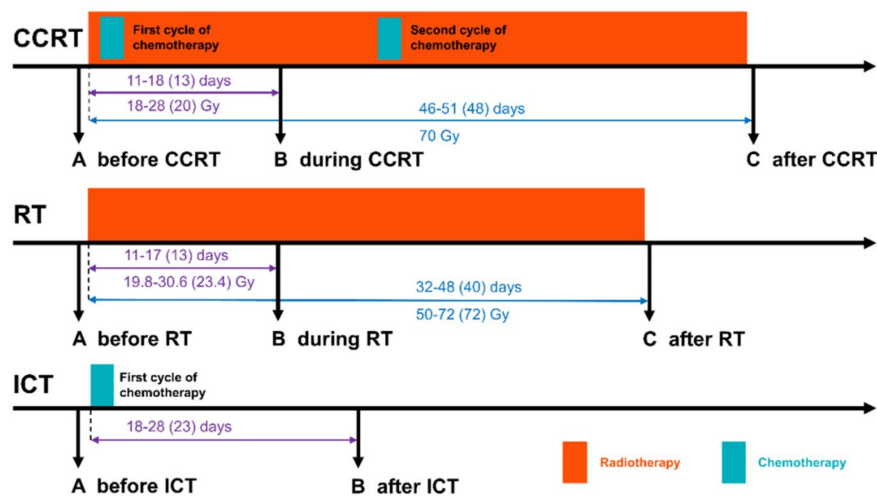 CCRT
First cycle of
chemotherapy
Second cycle of
chemotherapy
11-18 (13) days
18-28 (20) Gy
46-51 (48) days
70 Gy
A before CCRT
B during CCRT
C after CCRT
RT
11-17 (13) days
19.8-30.6 (23.4) Gy
32-48 (40) days
50-72 (72) Gy
A before RT
B during RT
C after RT
ICT
First cycle of
chemotherapy
18-28 (23) days
A before ICT
B after ICT
Radiotherapy
Chemotherapy